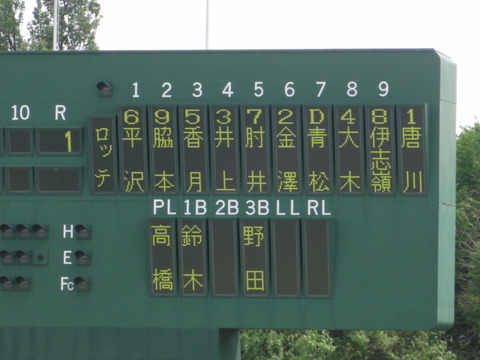 1 2 3 4 5 6 7 8 9
10 R
6 9 5 3 7 2 D 4 8 1
1
ロッテ 平沢 脇本 香月 井上 肘井 金澤 青松 大木 伊志嶺 唐川
PL 1B 2B 3B LL RL
H
E
Fc
高橋 鈴木 野田